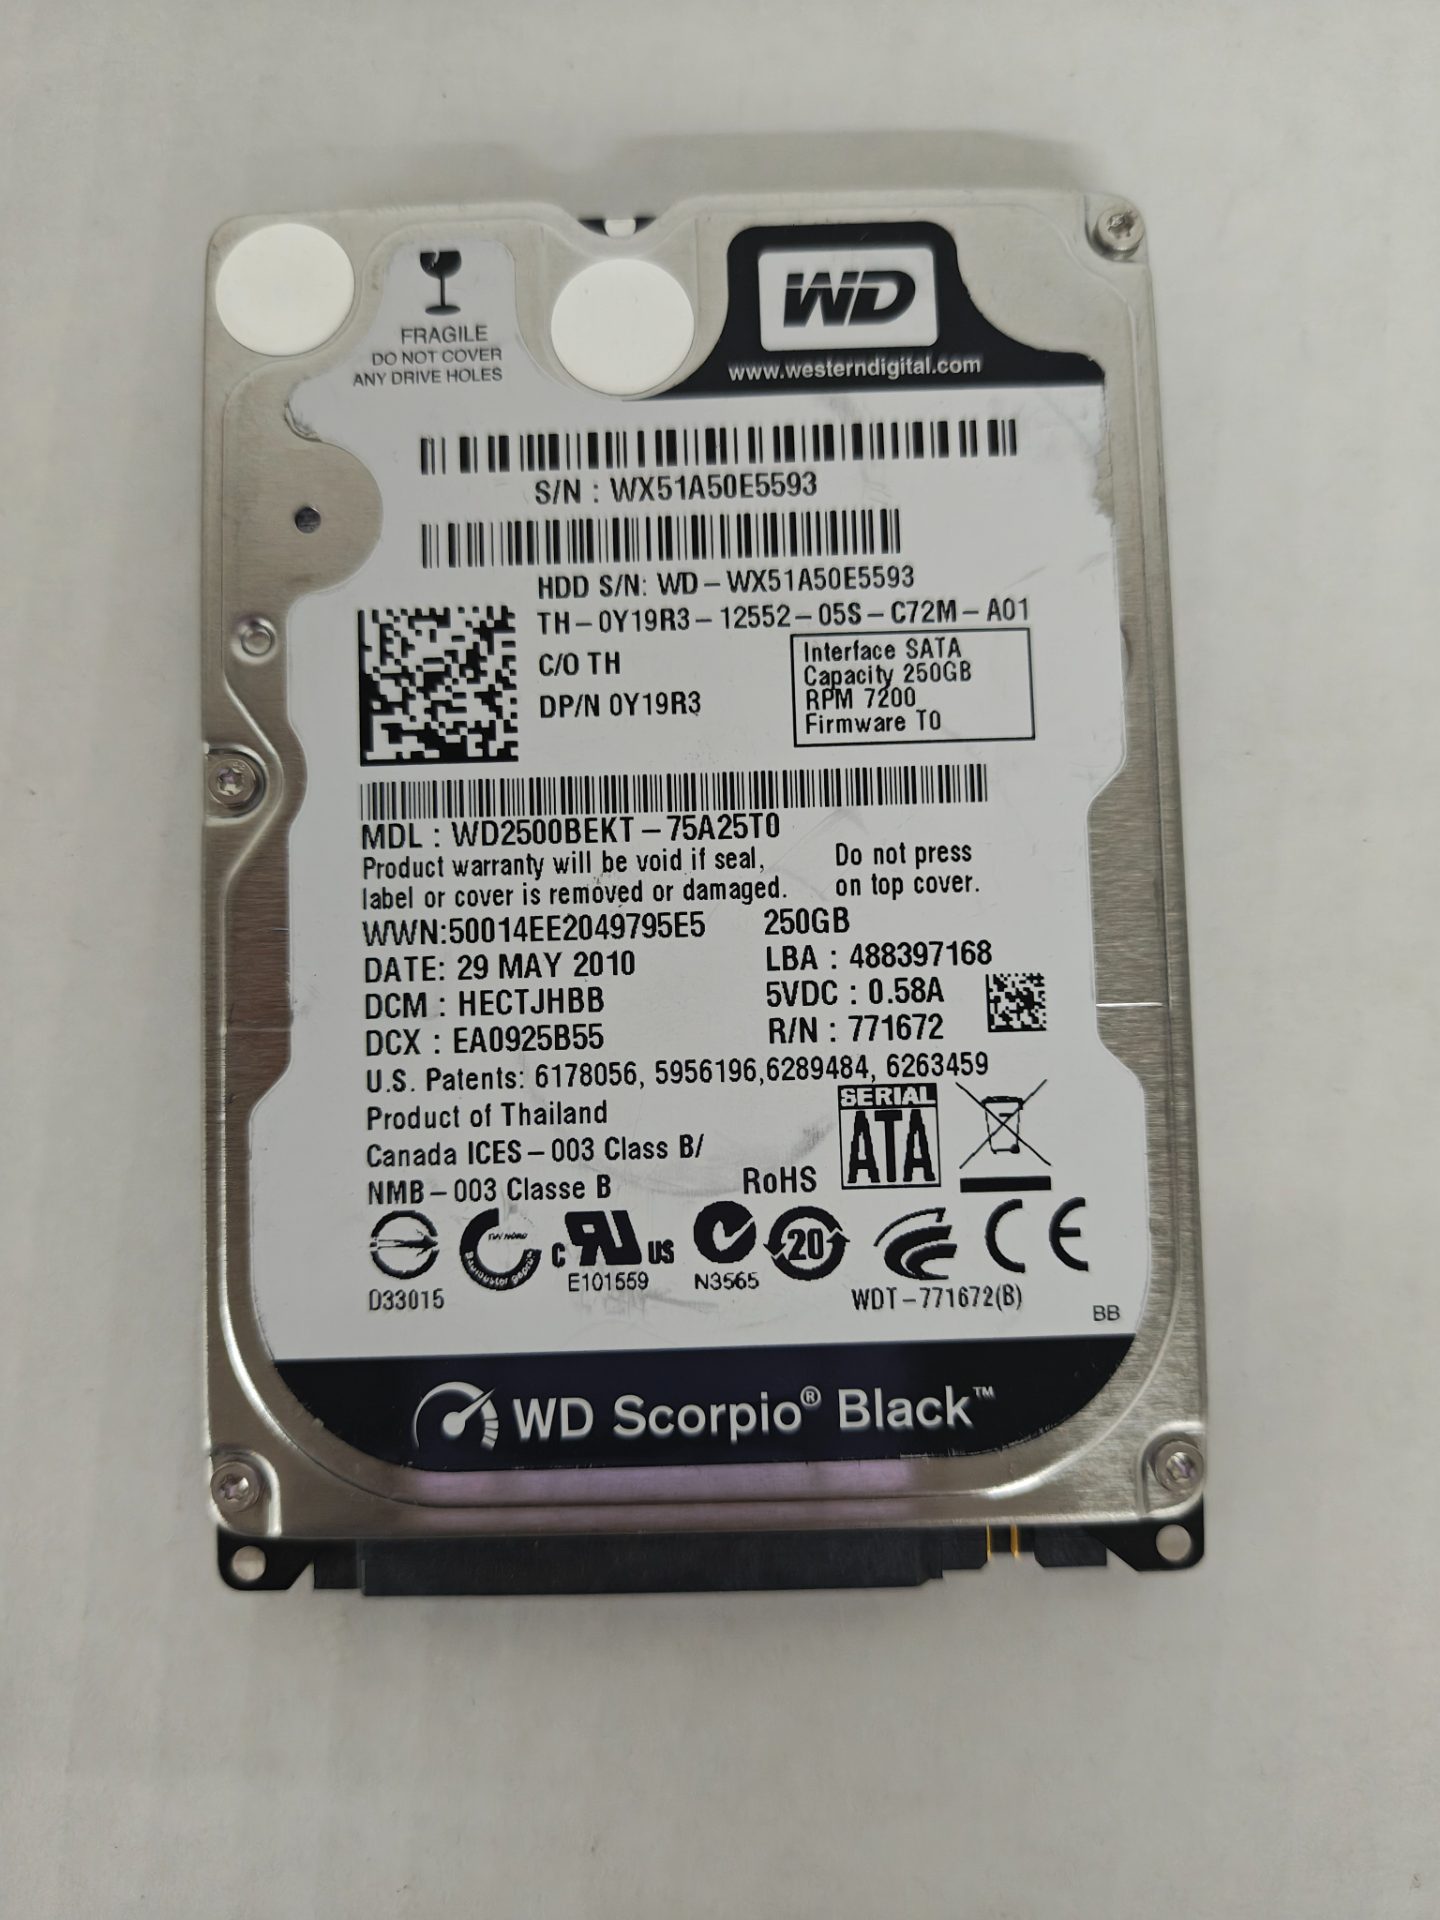 FRAGILE
DO NOT COVER
ANY DRIVE HOLES
WD
www.westerndigital.com
S/N : WX51A50E5593
HDD S/N: WD-WX51A50E5593
TH-0Y19R3-12552-05S-C72M-A01
C/O TH
DP/N 0Y19R3
Interface SATA
Capacity 250GB
RPM 7200
Firmware T0
MDL : WD2500BEKT-75A25T0
Product warranty will be void if seal,
label or cover is removed or damaged.
Do not press
on top cover.
WWN:50014EE2049795E5
250GB
DATE: 29 MAY 2010
LBA : 488397168
DCM : HECTJHBB
5VDC : 0.58A
DCX : EA0925B55
R/N : 771672
U.S. Patents: 6178056, 5956196,6289484, 6263459
Product of Thailand
Canada ICES-003 Class B/
NMB-003 Classe B
RoHS
SERIAL
ATA
D33015
TUV NORD
C UR US
E101559
N3565
20
WDT-771672(B)
CE
BB
WD Scorpio® Black™